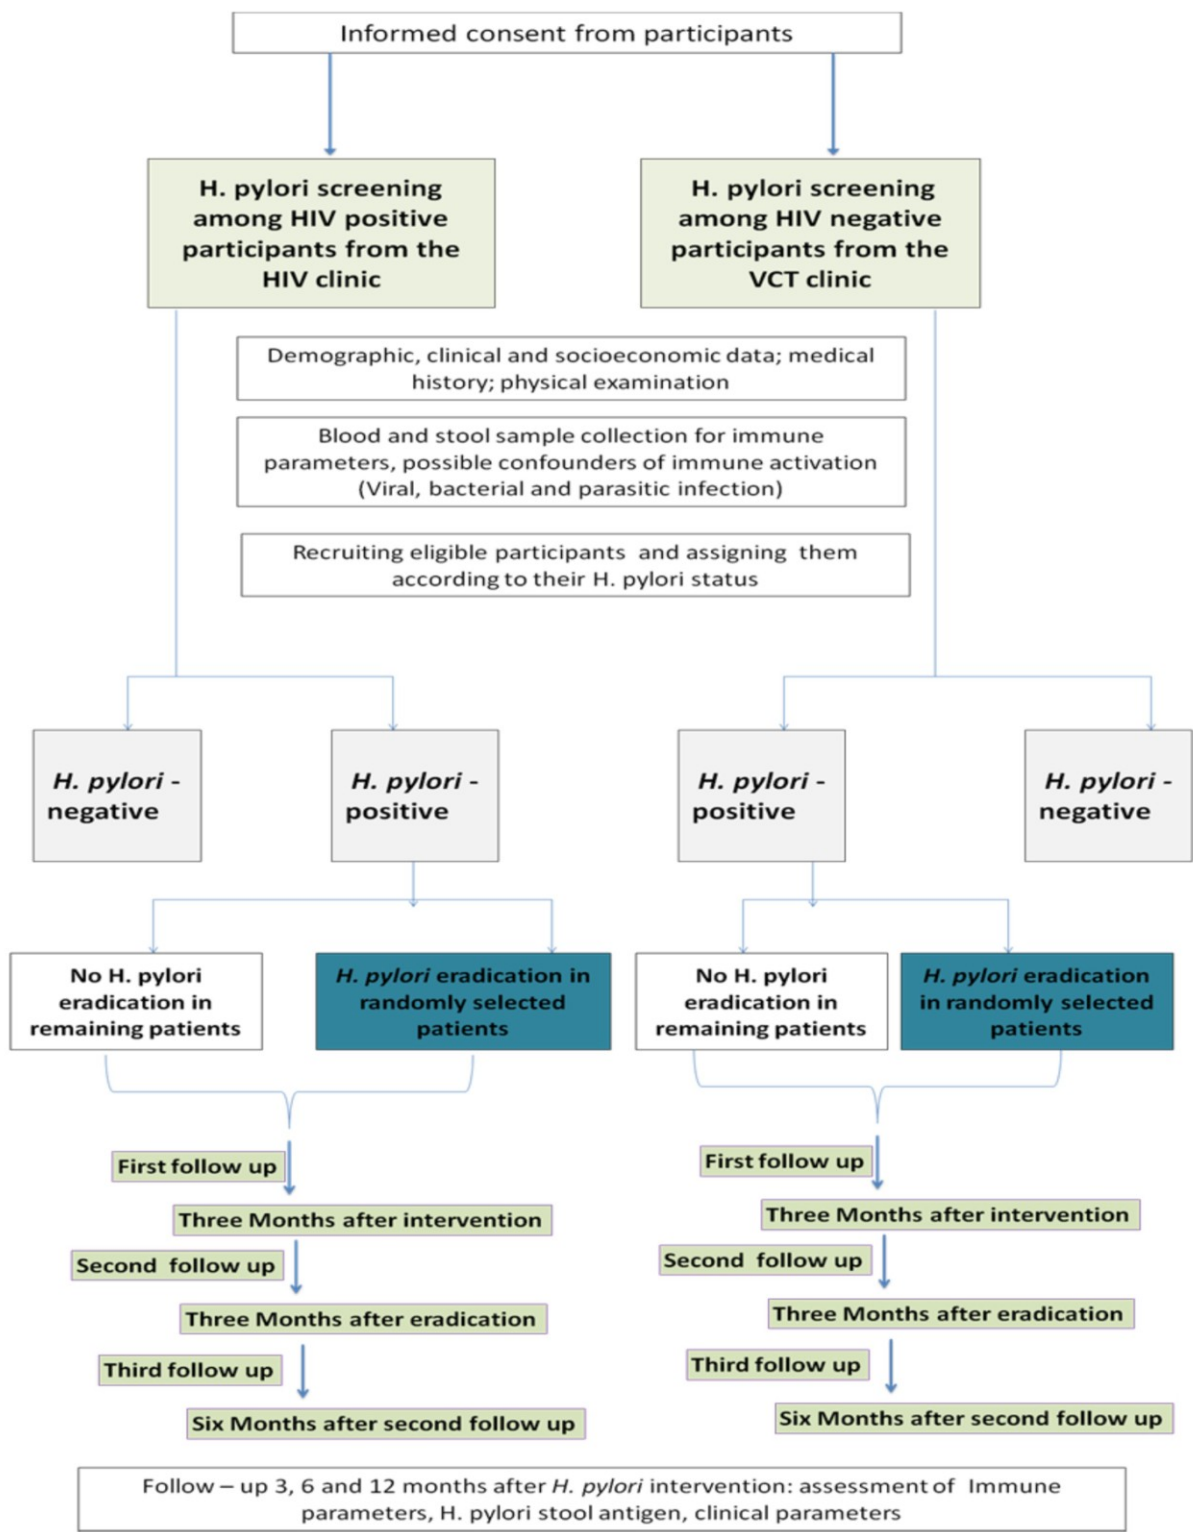 Informed consent from participants
H. pylori screening
among HIV positive
participants from the
HIV clinic
H. pylori screening
among HIV negative
participants from the
VCT clinic
Demographic, clinical and socioeconomic data; medical
history; physical examination
Blood and stool sample collection for immune
parameters, possible confounders of immune activation
(Viral, bacterial and parasitic infection)
Recruiting eligible participants and assigning them
according to their H. pylori status
H. pylori -
negative
H. pylori -
positive
H. pylori -
positive
H. pylori -
negative
No H. pylori
eradication in
remaining patients
H. pylori eradication in
randomly selected
patients
No H. pylori
eradication in
remaining patients
H. pylori eradication
in randomly selected
patients
First follow up
Three Months after intervention
Second follow up
Three Months after eradication
Third follow up
Six Months after second follow up
First follow up
Three Months after intervention
Second follow up
Three Months after eradication
Third follow up
Six Months after second follow up
Follow – up 3, 6 and 12 months after H. pylori intervention: assessment of Immune
parameters, H. pylori stool antigen, clinical parameters